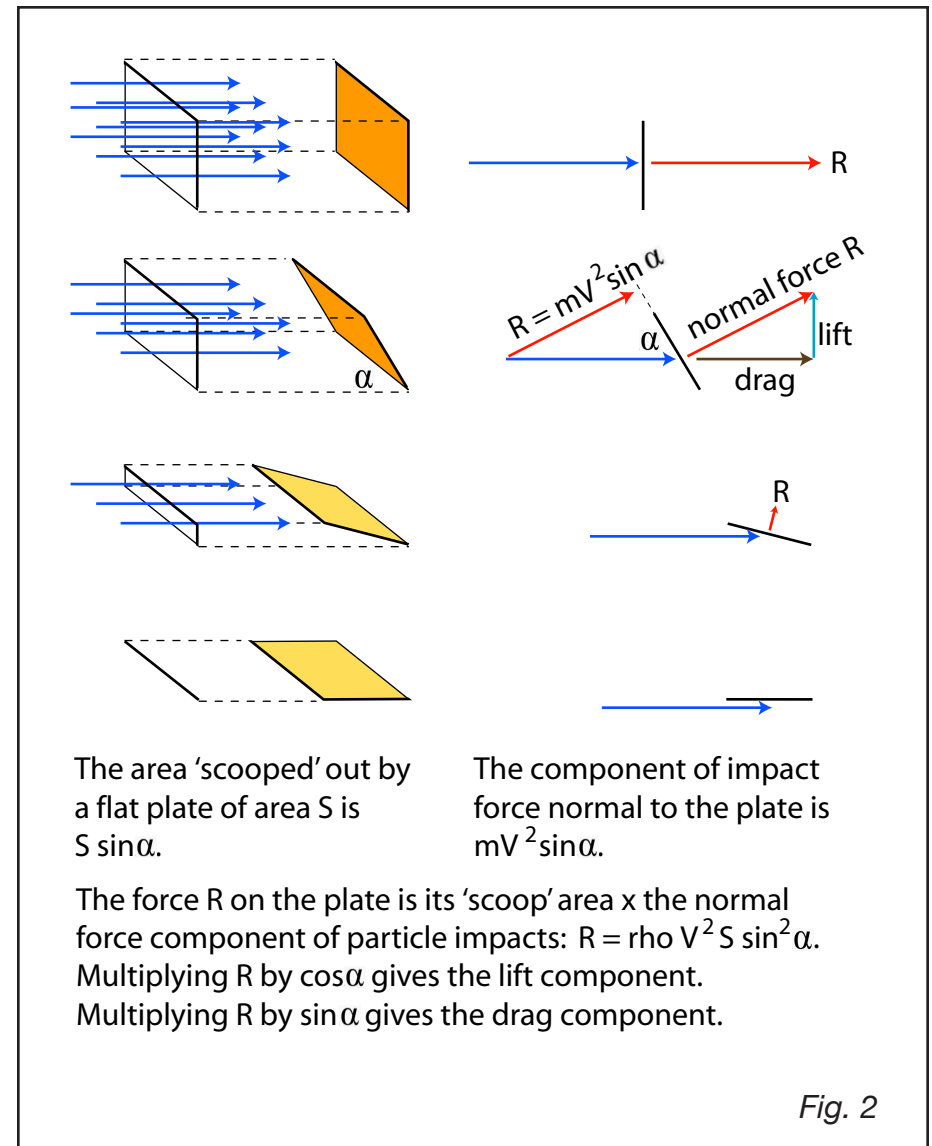 R
R = mV²sin α
normal force R
α
lift
drag
α
R
The area ‘scooped’ out by
a flat plate of area S is
S sinα.
The component of impact
force normal to the plate is
mV²sinα.
The force R on the plate is its ‘scoop’ area x the normal
force component of particle impacts: R = rho V² S sin²α.
Multiplying R by cosα gives the lift component.
Multiplying R by sinα gives the drag component.
Fig. 2